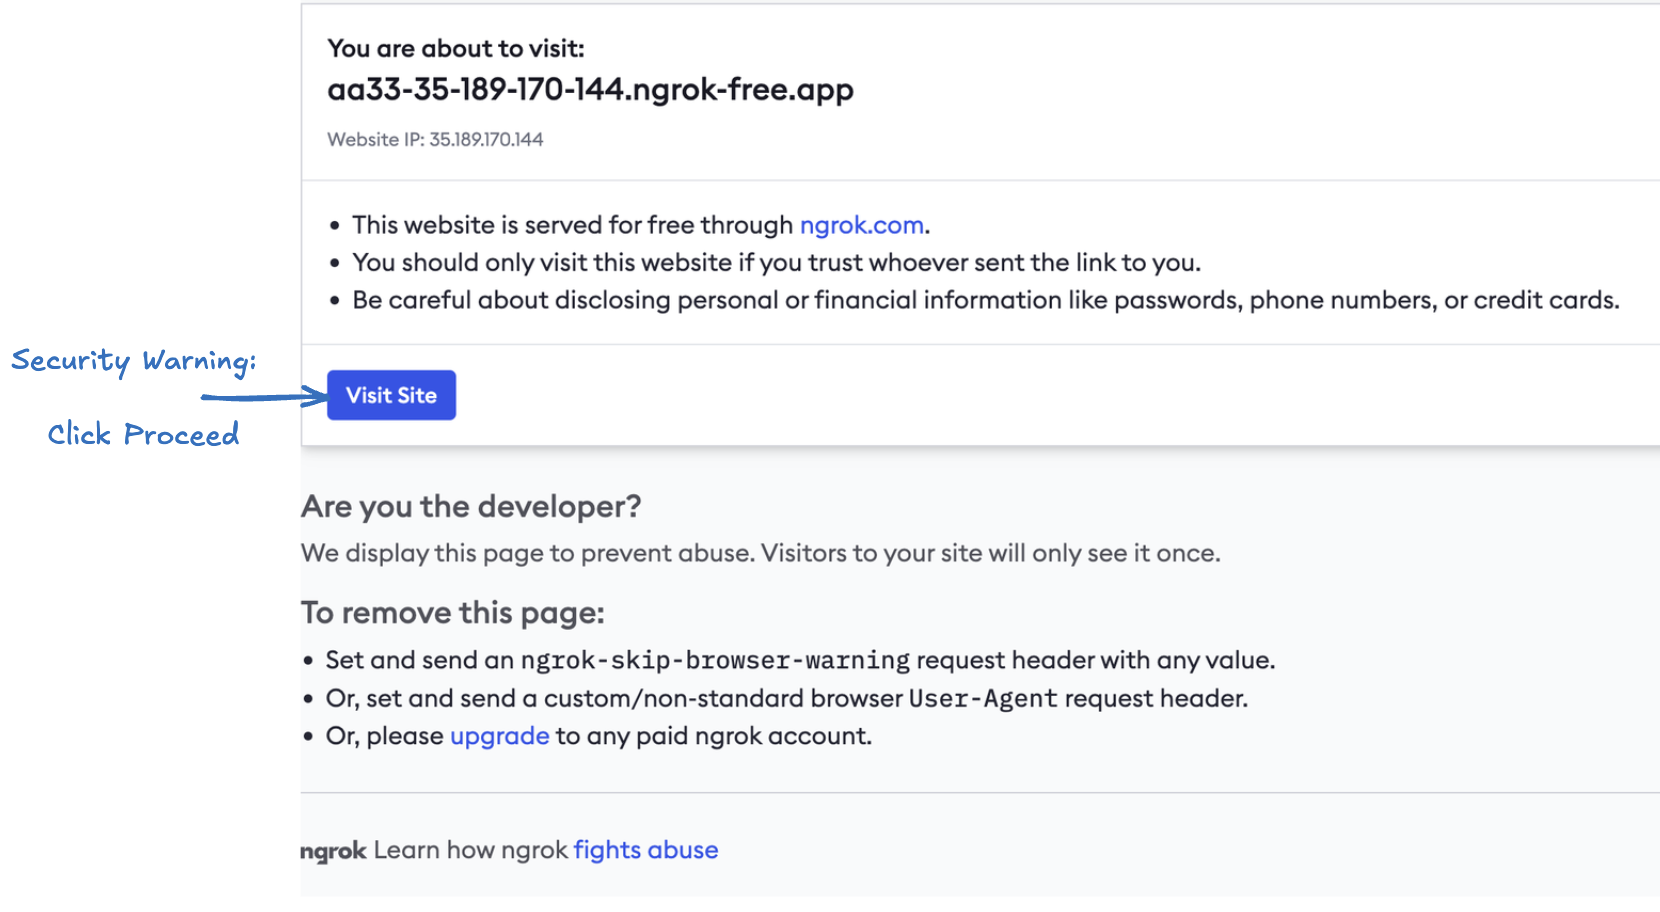 You are about to visit:
aa33-35-189-170-144.ngrok-free.app
Website IP: 35.189.170.144
• This website is served for free through ngrok.com.
• You should only visit this website if you trust whoever sent the link to you.
• Be careful about disclosing personal or financial information like passwords, phone numbers, or credit cards.
Security Warning:
Click Proceed
Visit Site
Are you the developer?
We display this page to prevent abuse. Visitors to your site will only see it once.
To remove this page:
• Set and send an ngrok-skip-browser-warning request header with any value.
• Or, set and send a custom/non-standard browser User-Agent request header.
• Or, please upgrade to any paid ngrok account.
ngrok Learn how ngrok fights abuse